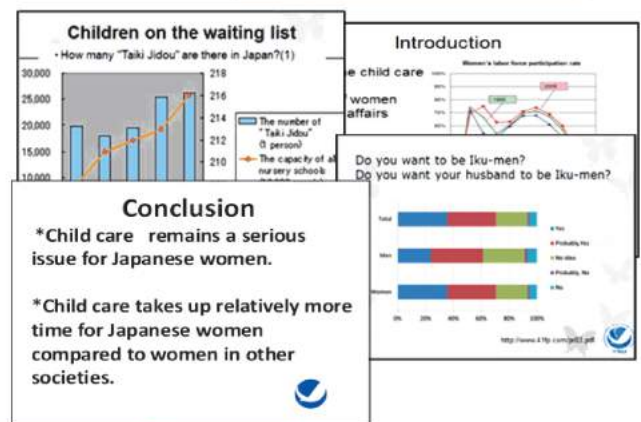 Children on the waiting list
• How many "Taiki Jidou" are there in Japan?(1)
30,000
25,000
20,000
15,000
10,000
218
216
214
212
210
The number of
"Taiki Jidou"
(1 person)
The capacity of al
nursery schools
Introduction
Women's labor force participation rate
e child care
women
affairs
100%
90%
80%
70%
60%
Do you want to be Iku-men?
Do you want your husband to be Iku-men?
Total
Men
Women
0%
20%
40%
60%
80%
100%
Yes
Probably, Yes
No idea
Probably, No
No
Conclusion
*Child care remains a serious
issue for Japanese women.
*Child care takes up relatively more
time for Japanese women
compared to women in other
societies.